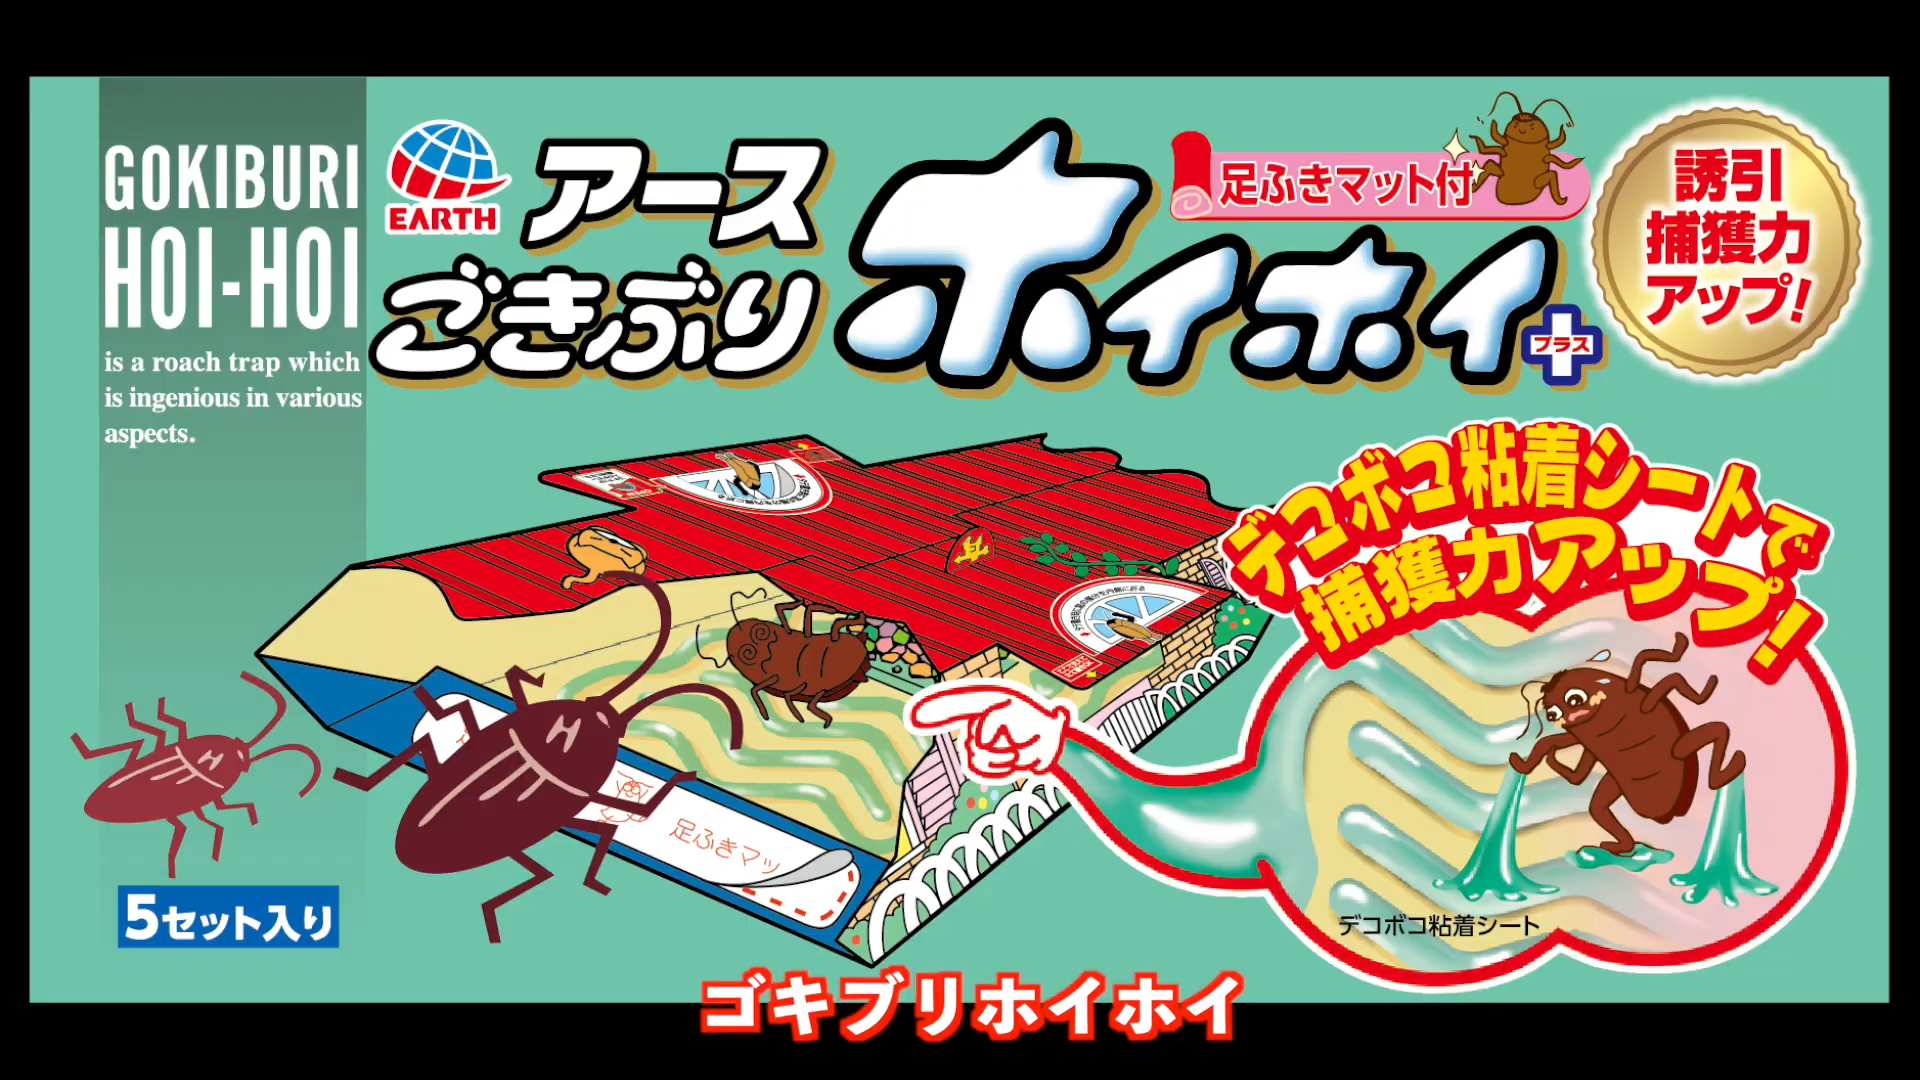 GOKIBURI
HOI-HOI
is a roach trap which
is ingenious in various
aspects.
EARTH
アース
ごきぶり
ホイホイ
プラス
足ふきマット付
誘引
捕獲力
アップ!
デコボコ粘着シートで
捕獲力アップ!
足ふきマッ
デコボコ粘着シート
5セット入り
ゴキブリホイホイ